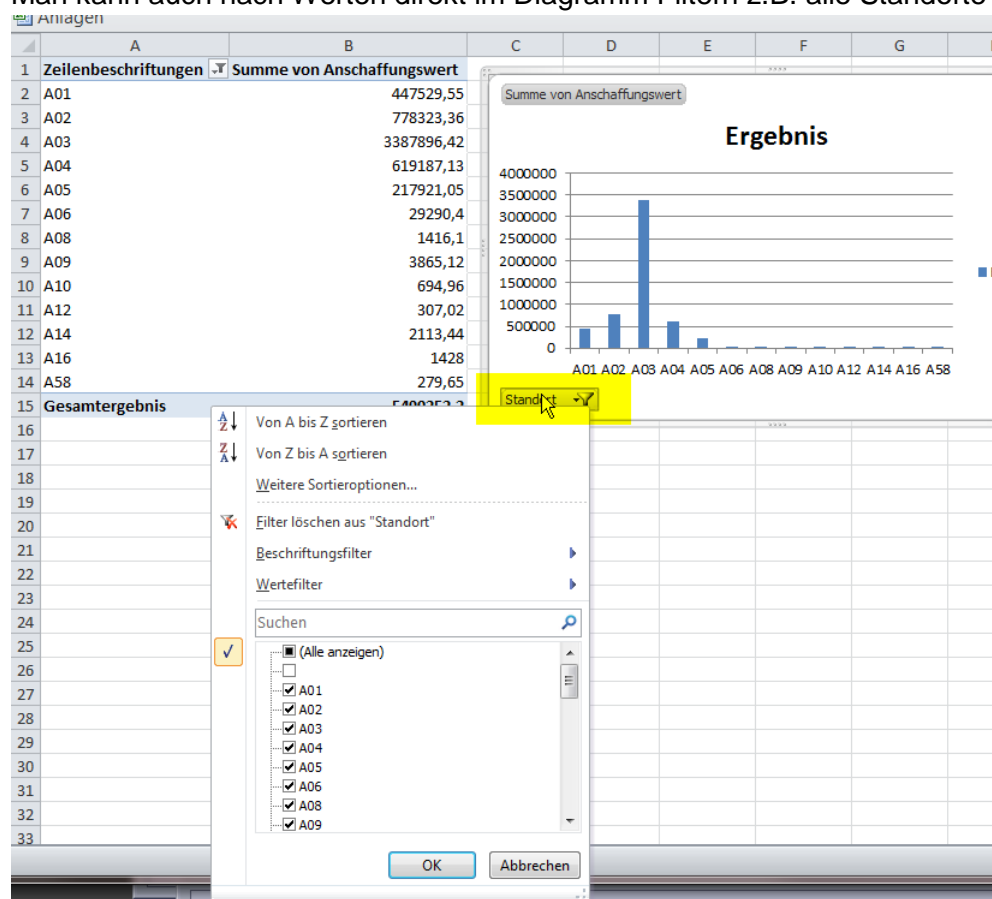 Man kann auch nach Werten direkt im Diagramm Filtern z.B. alle Standorte
Anlagen
A B C D E F G
1 Zeilenbeschriftungen Summe von Anschaffungswert
2 A01 447529,55
3 A02 778323,36
4 A03 3387896,42
5 A04 619187,13
6 A05 217921,05
7 A06 29290,4
8 A08 1416,1
9 A09 3865,12
10 A10 694,96
11 A12 307,02
12 A14 2113,44
13 A16 1428
14 A58 279,65
15 Gesamtergebnis
16
17
18
19
20
21
22
23
24
25
26
27
28
29
30
31
32
33
Summe von Anschaffungswert
Ergebnis
4000000
3500000
3000000
2500000
2000000
1500000
1000000
500000
0
A01 A02 A03 A04 A05 A06 A08 A09 A10 A12 A14 A16 A58
Standort
Von A bis Z sortieren
Von Z bis A sortieren
Weitere Sortieroptionen...
Filter löschen aus "Standort"
Beschriftungsfilter
Wertefilter
Suchen
(Alle anzeigen)
A01
A02
A03
A04
A05
A06
A08
A09
OK Abbrechen